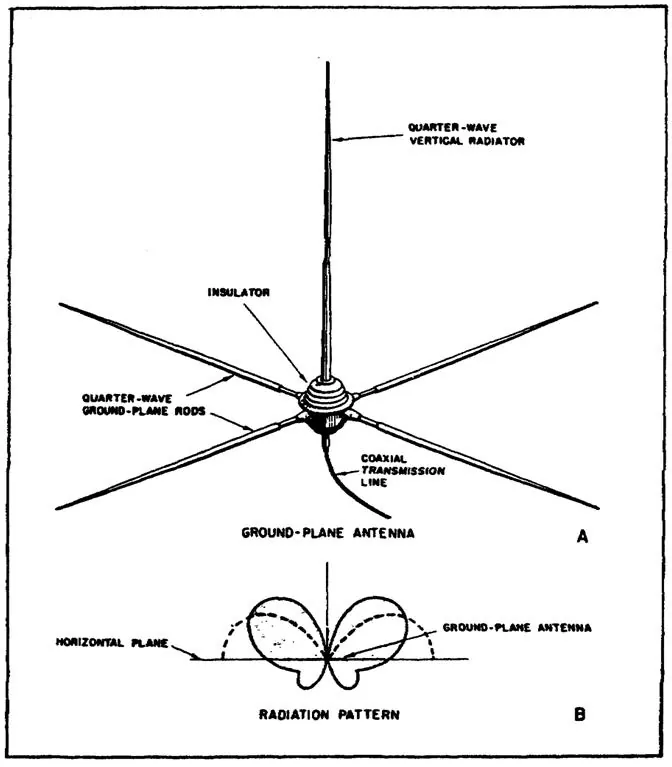 QUARTER-WAVE
VERTICAL RADIATOR
INSULATOR
QUARTER-WAVE
GROUND-PLANE RODS
COAXIAL
TRANSMISSION
LINE
GROUND-PLANE ANTENNA
A
GROUND-PLANE ANTENNA
HORIZONTAL PLANE
RADIATION PATTERN
B